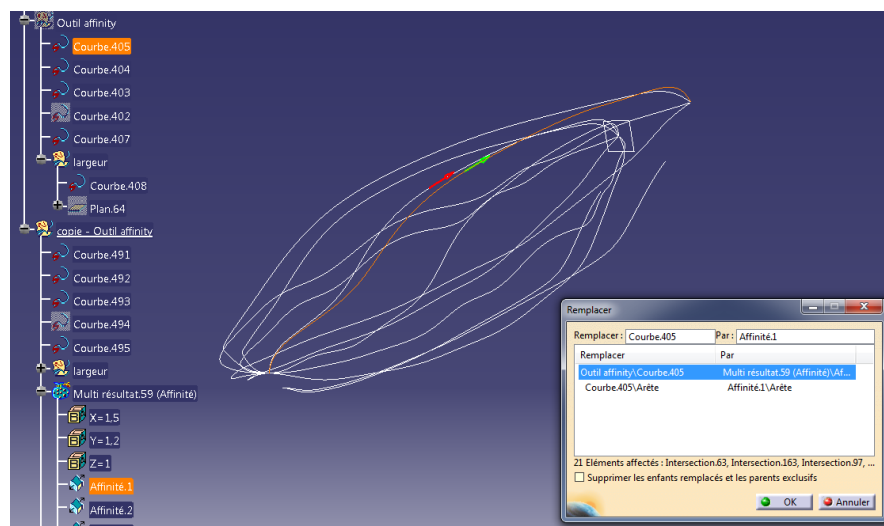 Outil affinity
Courbe.405
Courbe.404
Courbe.403
Courbe.402
Courbe.407
largeur
Courbe.408
Plan.64
copie - Outil affinity
Courbe.491
Courbe.492
Courbe.493
Courbe.494
Courbe.495
largeur
Multi résultat.59 (Affinité)
X=1,5
Y=1,2
Z=1
Affinité.1
Affinité.2
Remplacer
Remplacer : Courbe.405 Par : Affinité.1
Remplacer Par
Outil affinity\Courbe.405 Multi résultat.59 (Affinité)\Af...
Courbe.405\Arête Affinité.1\Arête
21 Eléments affectés : Intersection.63, Intersection.163, Intersection.97, ...
Supprimer les enfants remplacés et les parents exclusifs
OK Annuler